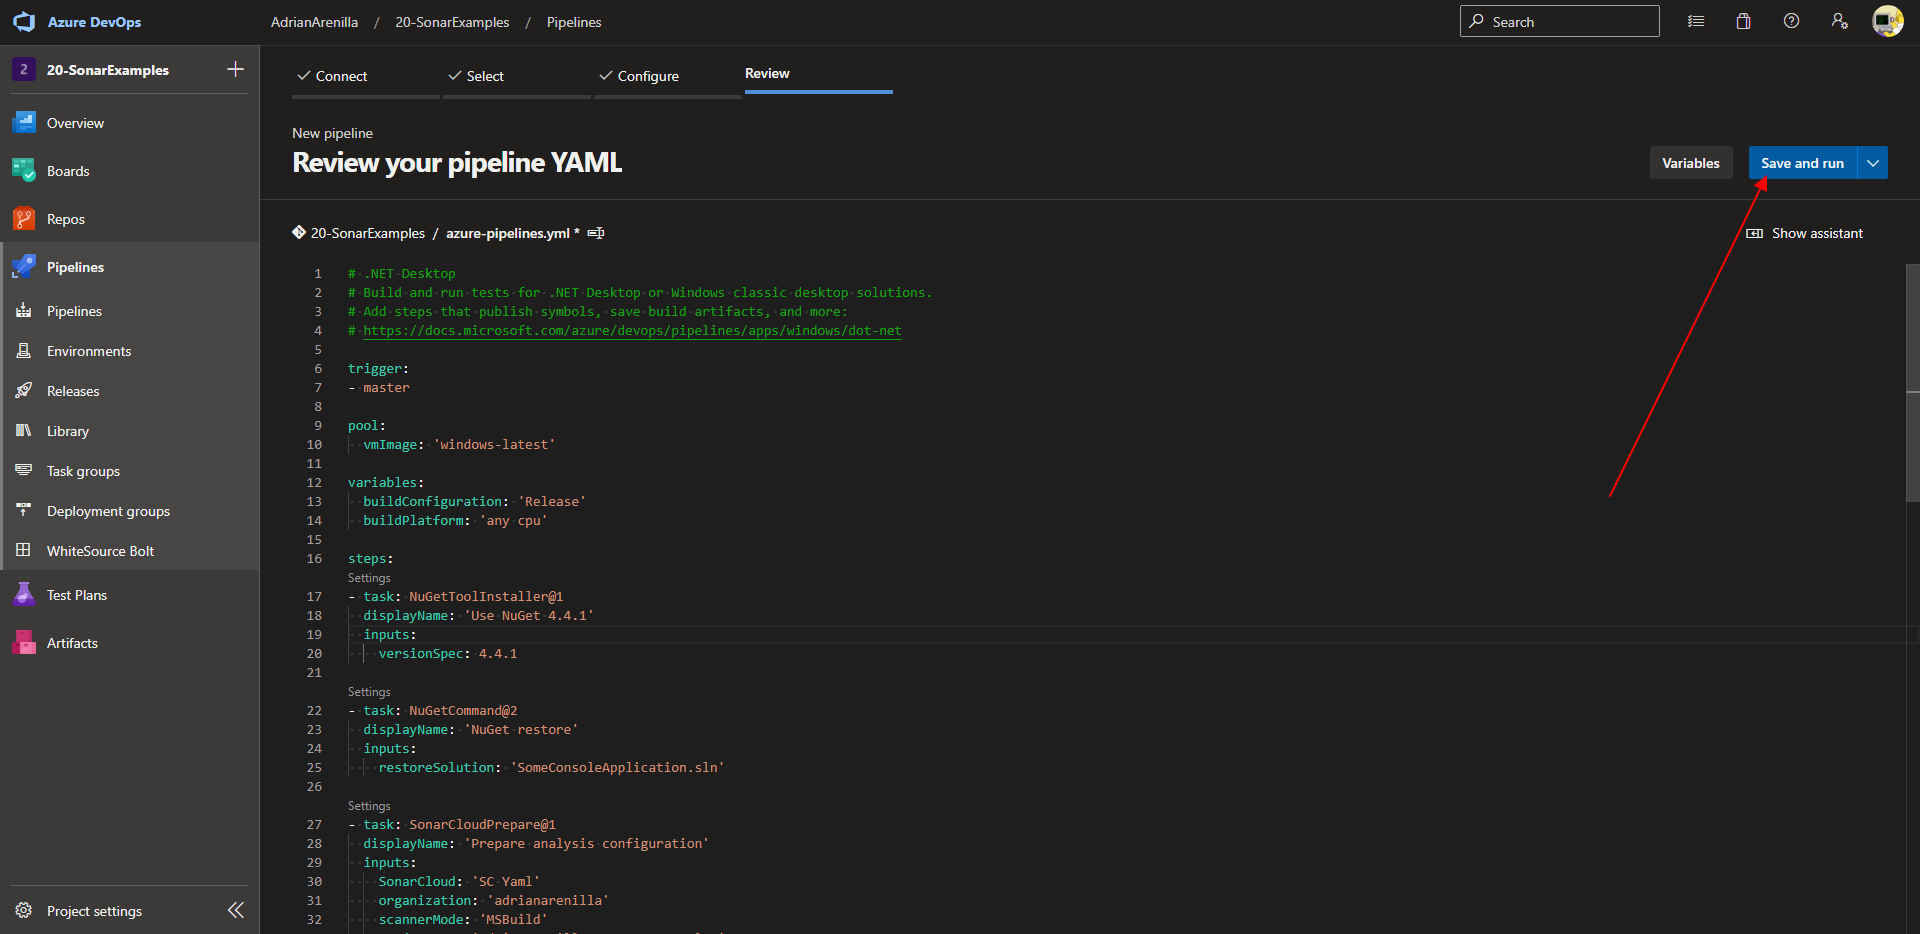 Azure DevOps
AdrianArenilla / 20-SonarExamples / Pipelines
Search
2 20-SonarExamples
Overview
Boards
Repos
Pipelines
Pipelines
Environments
Releases
Library
Task groups
Deployment groups
WhiteSource Bolt
Test Plans
Artifacts
Project settings
Connect
Select
Configure
Review
New pipeline
Review your pipeline YAML
Variables
Save and run
20-SonarExamples / azure-pipelines.yml *
Show assistant
1 # .NET Desktop
2 # Build and run tests for .NET Desktop or Windows classic desktop solutions.
3 # Add steps that publish symbols, save build artifacts, and more:
4 # https://docs.microsoft.com/azure/devops/pipelines/apps/windows/dot-net
5
6 trigger:
7 - master
8
9 pool:
10   vmImage: 'windows-latest'
11
12 variables:
13   buildConfiguration: 'Release'
14   buildPlatform: 'any cpu'
15
16 steps:
Settings
17 - task: NuGetToolInstaller@1
18   displayName: 'Use NuGet 4.4.1'
19   inputs:
20     versionSpec: 4.4.1
21
Settings
22 - task: NuGetCommand@2
23   displayName: 'NuGet restore'
24   inputs:
25     restoreSolution: 'SomeConsoleApplication.sln'
26
Settings
27 - task: SonarCloudPrepare@1
28   displayName: 'Prepare analysis configuration'
29   inputs:
30     SonarCloud: 'SC Yaml'
31     organization: 'adrianarenilla'
32     scannerMode: 'MSBuild'